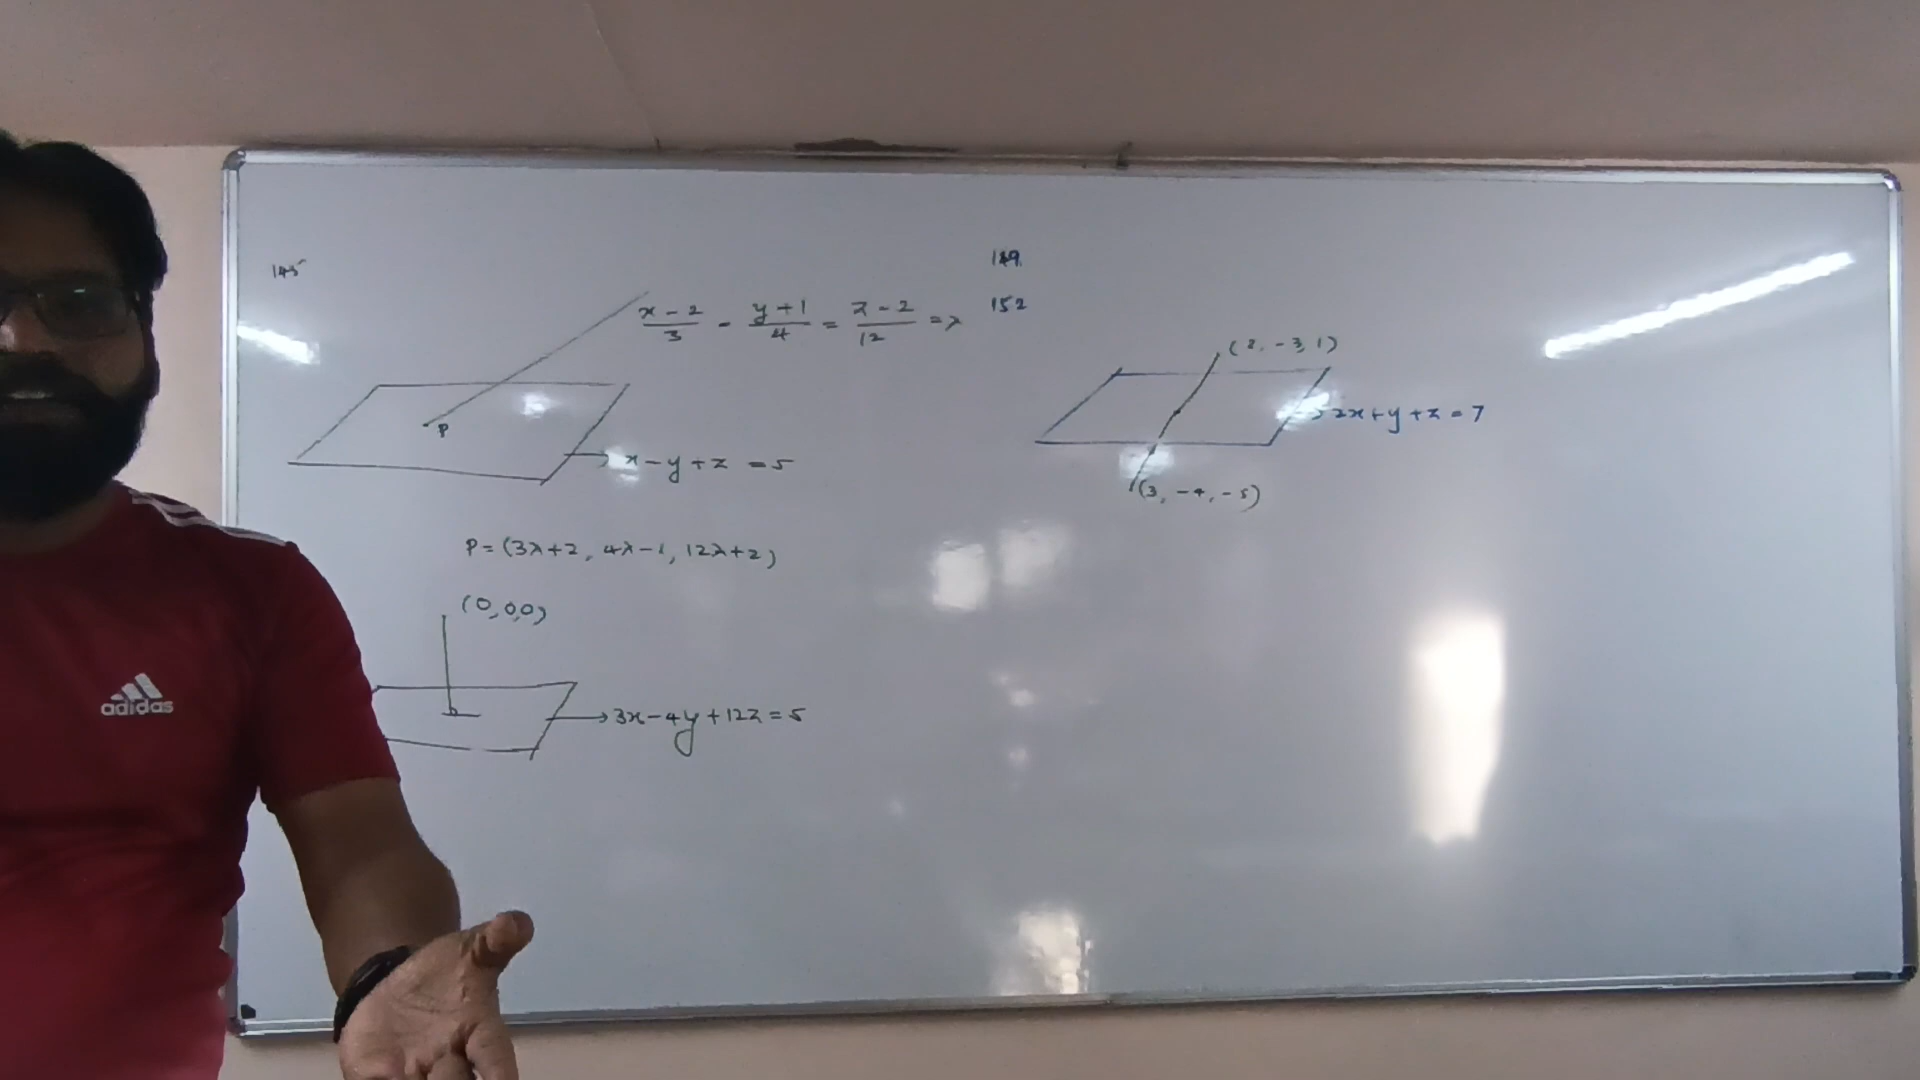 145
x-2/3 = y+1/4 = z-2/12 = λ
P
x-y+z = 5
P = (3λ+2, 4λ-1, 12λ+2)
(0,0,0)
3x-4y+12z = 5
149.
152
(2, -3, 1)
2x+y+z = 7
(3, -4, -5)
adidas